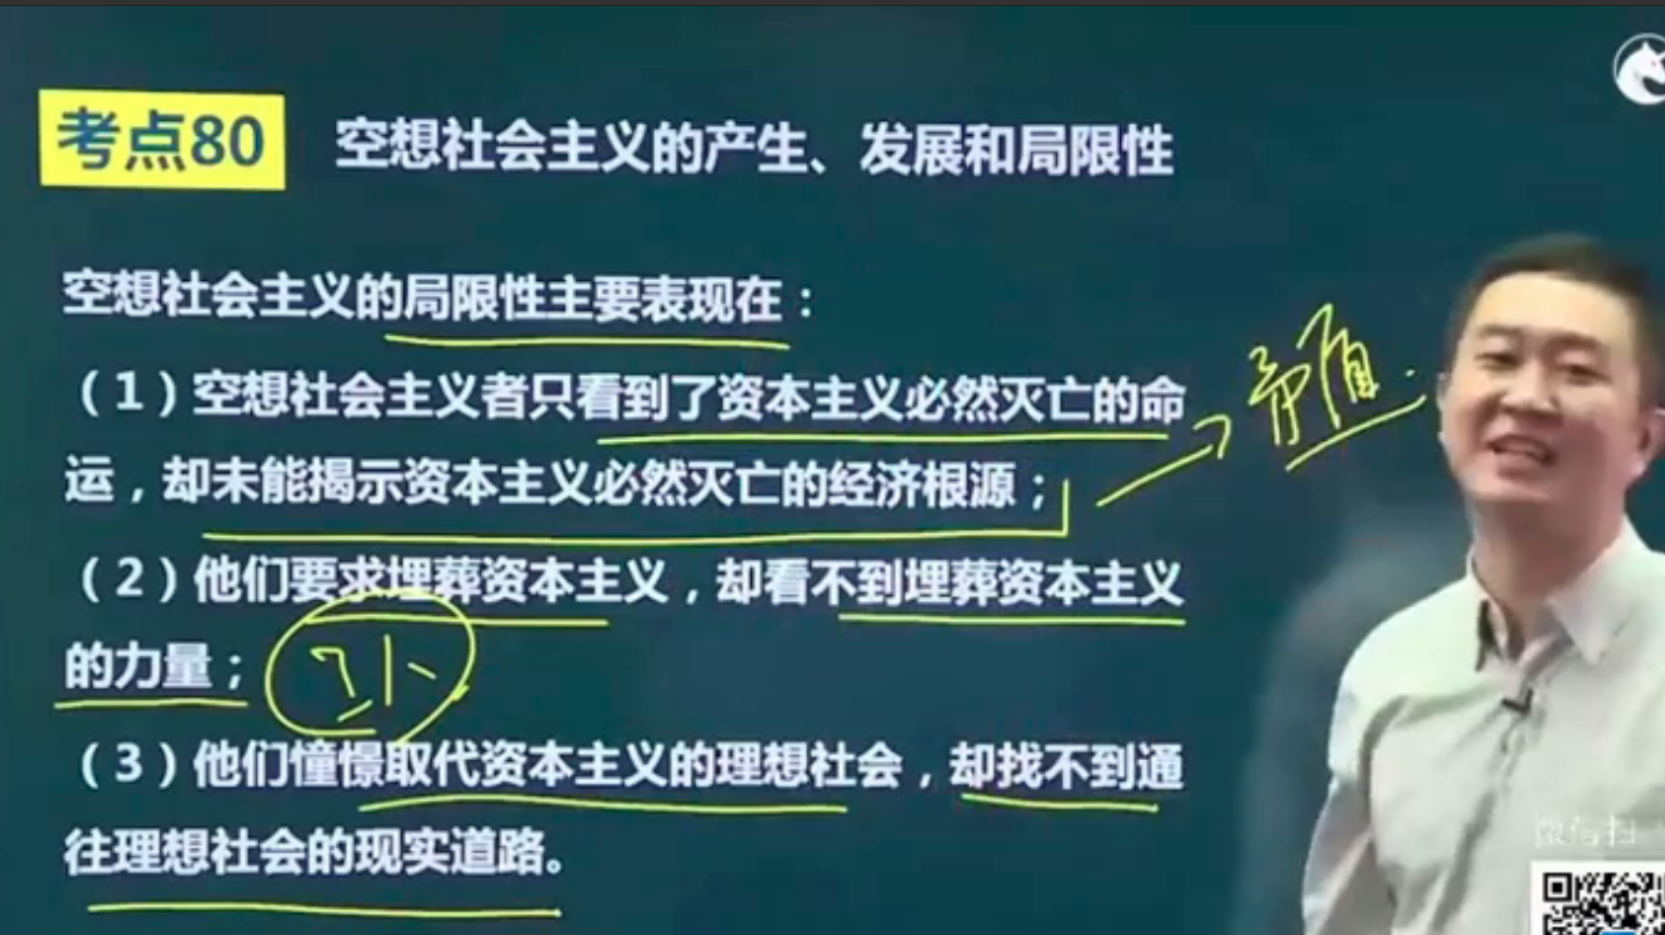 考点80 空想社会主义的产生、发展和局限性
空想社会主义的局限性主要表现在：
（1）空想社会主义者只看到了资本主义必然灭亡的命
运，却未能揭示资本主义必然灭亡的经济根源；
矛盾.
（2）他们要求埋葬资本主义，却看不到埋葬资本主义
的力量；
（3）他们憧憬取代资本主义的理想社会，却找不到通
往理想社会的现实道路。
微信扫一